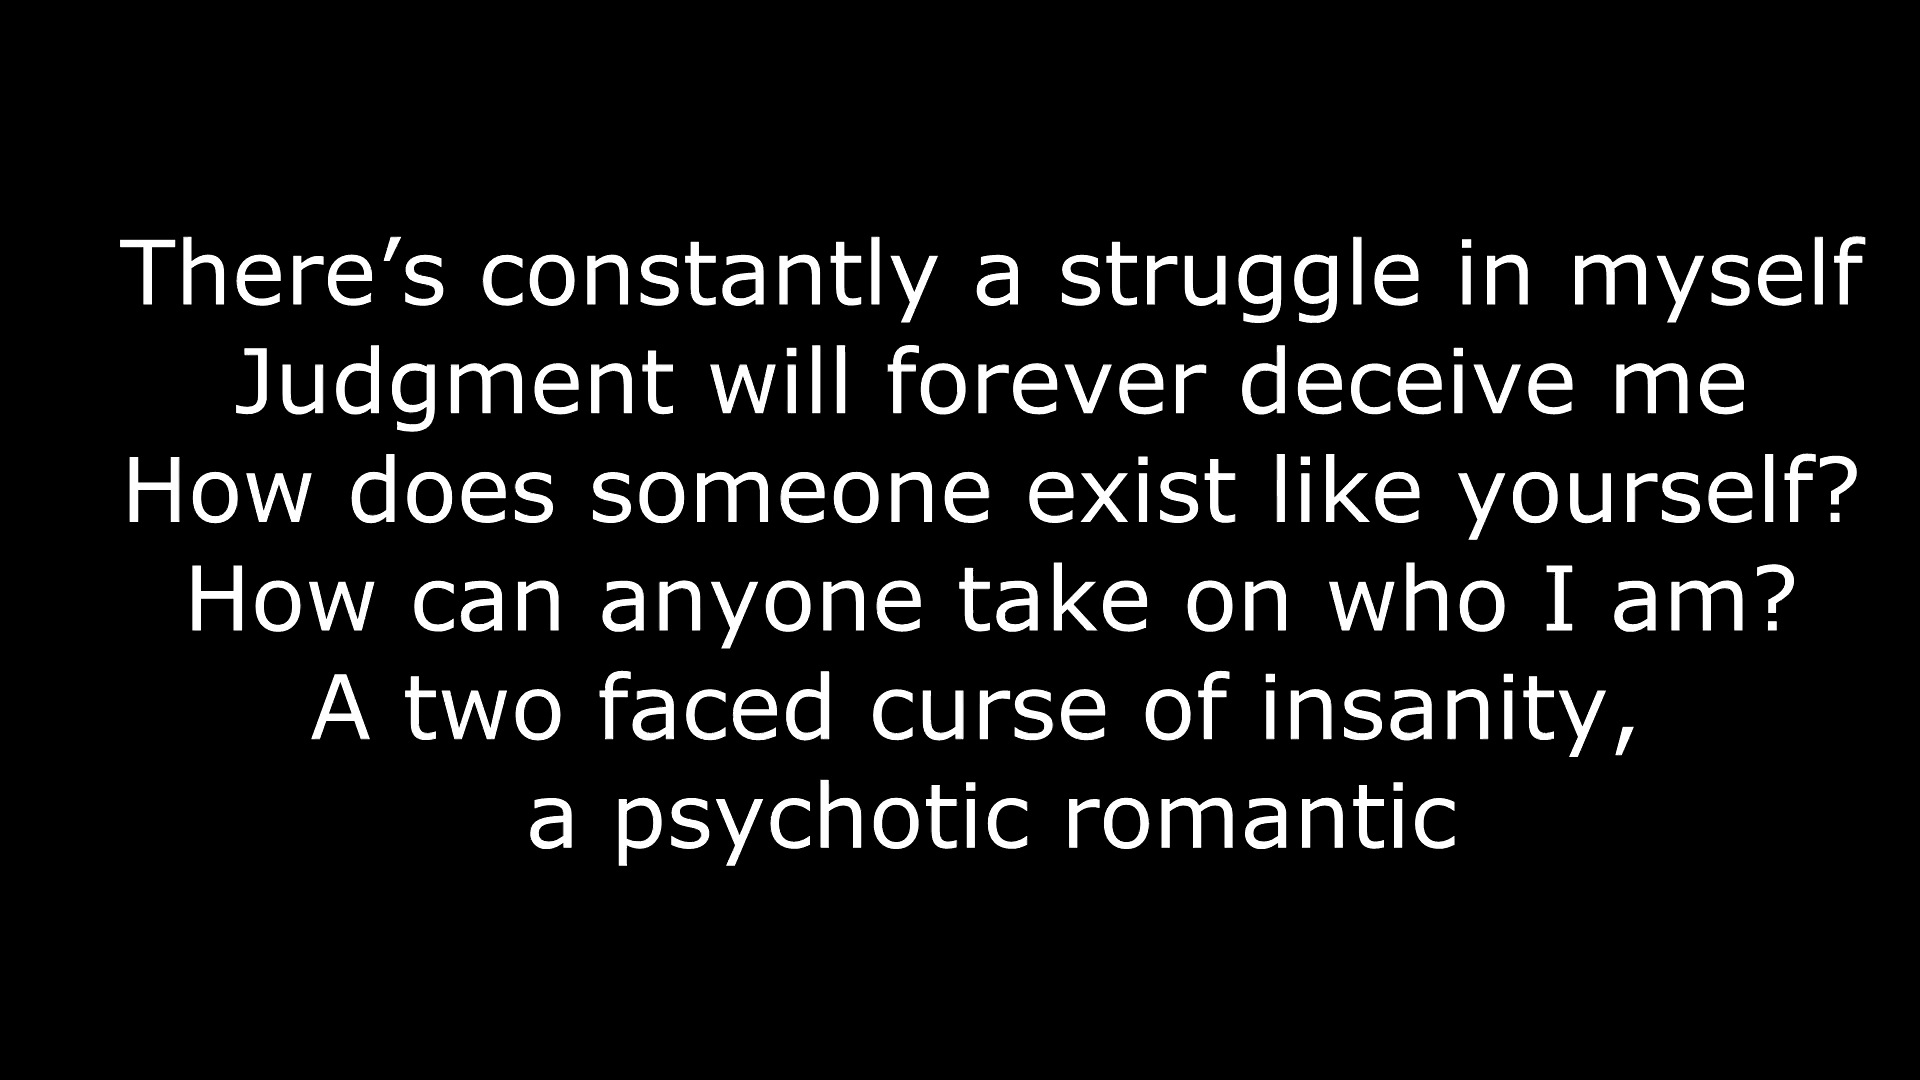 There’s constantly a struggle in myself
Judgment will forever deceive me
How does someone exist like yourself?
How can anyone take on who I am?
A two faced curse of insanity,
a psychotic romantic